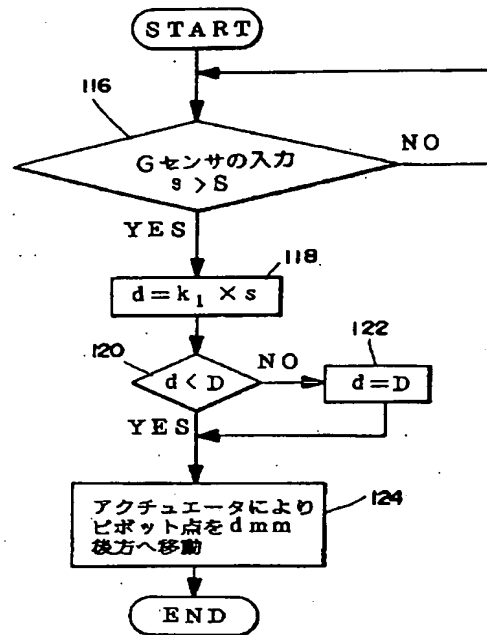 START
116
Gセンサの入力
s > S
NO
YES
118
d = k₁ × s
120
d < D
NO
122
d = D
YES
アクチュエータにより
ピボット点をdmm
後方へ移動
124
END